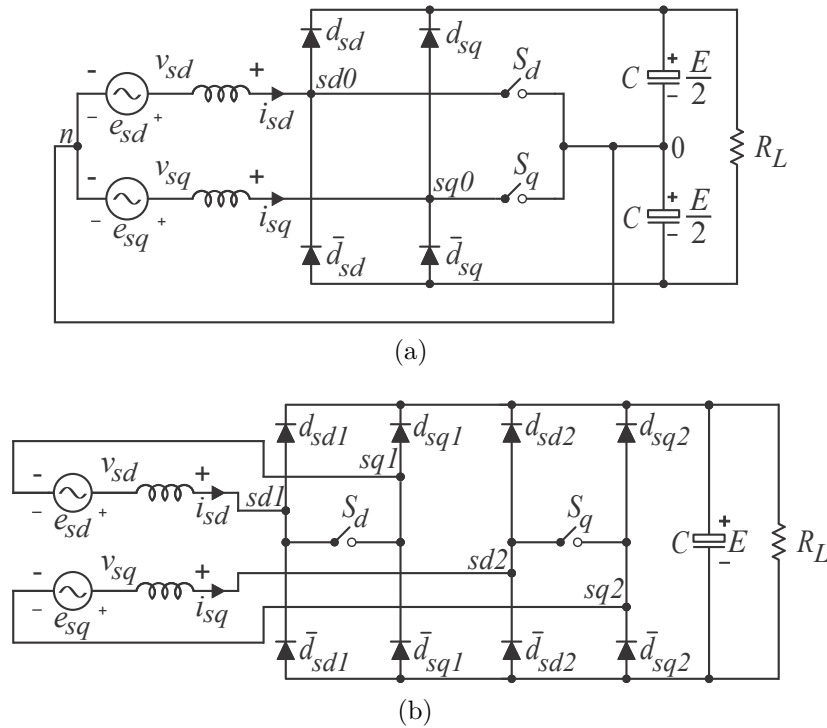 d_sd d_sq
v_sd S_d C + E/2
- + sd0 -
- e_sd + i_sd
n 0 R_L
v_sq S_q
- + sq0 C + E/2
- e_sq + i_sq -
d̄_sd d̄_sq
(a)
d_sd1 d_sq1 d_sd2 d_sq2
v_sd sq1
- + sd1 S_d S_q +
- e_sd + i_sd C E R_L
v_sq sd2 -
- + sq2
- e_sq + i_sq
d̄_sd1 d̄_sq1 d̄_sd2 d̄_sq2
(b)